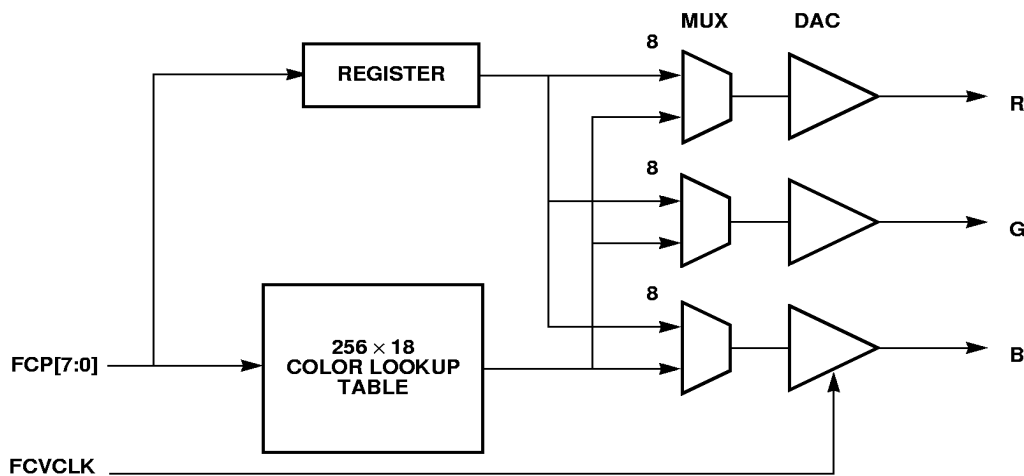 MUX DAC
8
REGISTER
R
8
G
8
256 × 18
COLOR LOOKUP
TABLE
FCP[7:0]
B
FCVCLK